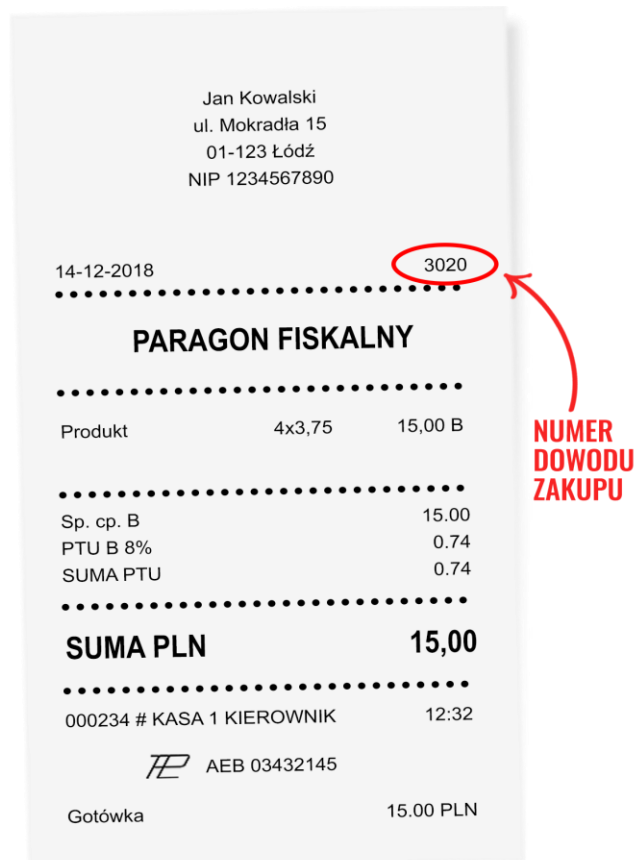 Jan Kowalski
ul. Mokradła 15
01-123 Łódź
NIP 1234567890
14-12-2018 3020
PARAGON FISKALNY
Produkt 4x3,75 15,00 B
Sp. cp. B 15.00
PTU B 8% 0.74
SUMA PTU 0.74
SUMA PLN 15,00
000234 # KASA 1 KIEROWNIK 12:32
AEB 03432145
Gotówka 15.00 PLN
NUMER
DOWODU
ZAKUPU